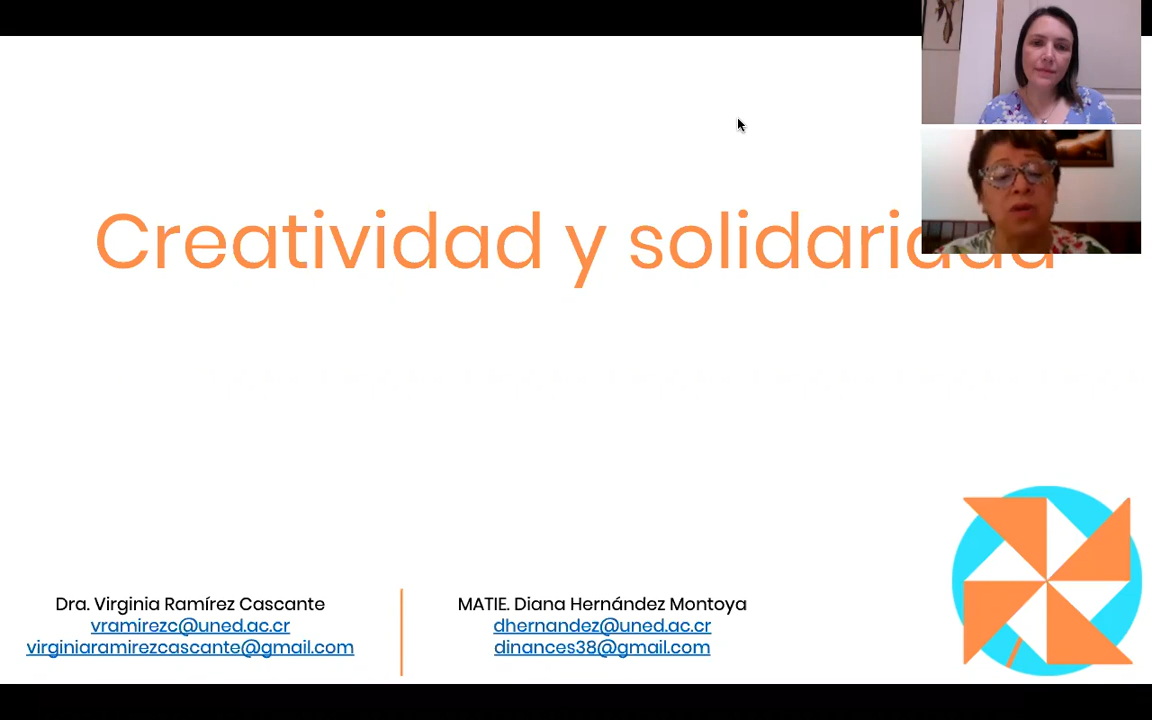 Creatividad y solidaridad
Dra. Virginia Ramírez Cascante
vramirezc@uned.ac.cr
virginiaramirezcascante@gmail.com
MATIE. Diana Hernández Montoya
dhernandez@uned.ac.cr
dinances38@gmail.com